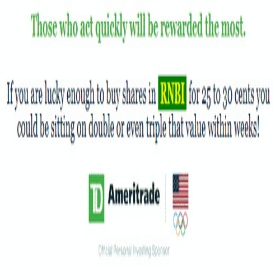 Those who act quickly will be rewarded the most.
If you are lucky enough to buy shares in RNBI for 25 to 30 cents you
could be sitting on double or even triple that value within weeks!
TD Ameritrade
Official Personal Investing Sponsor